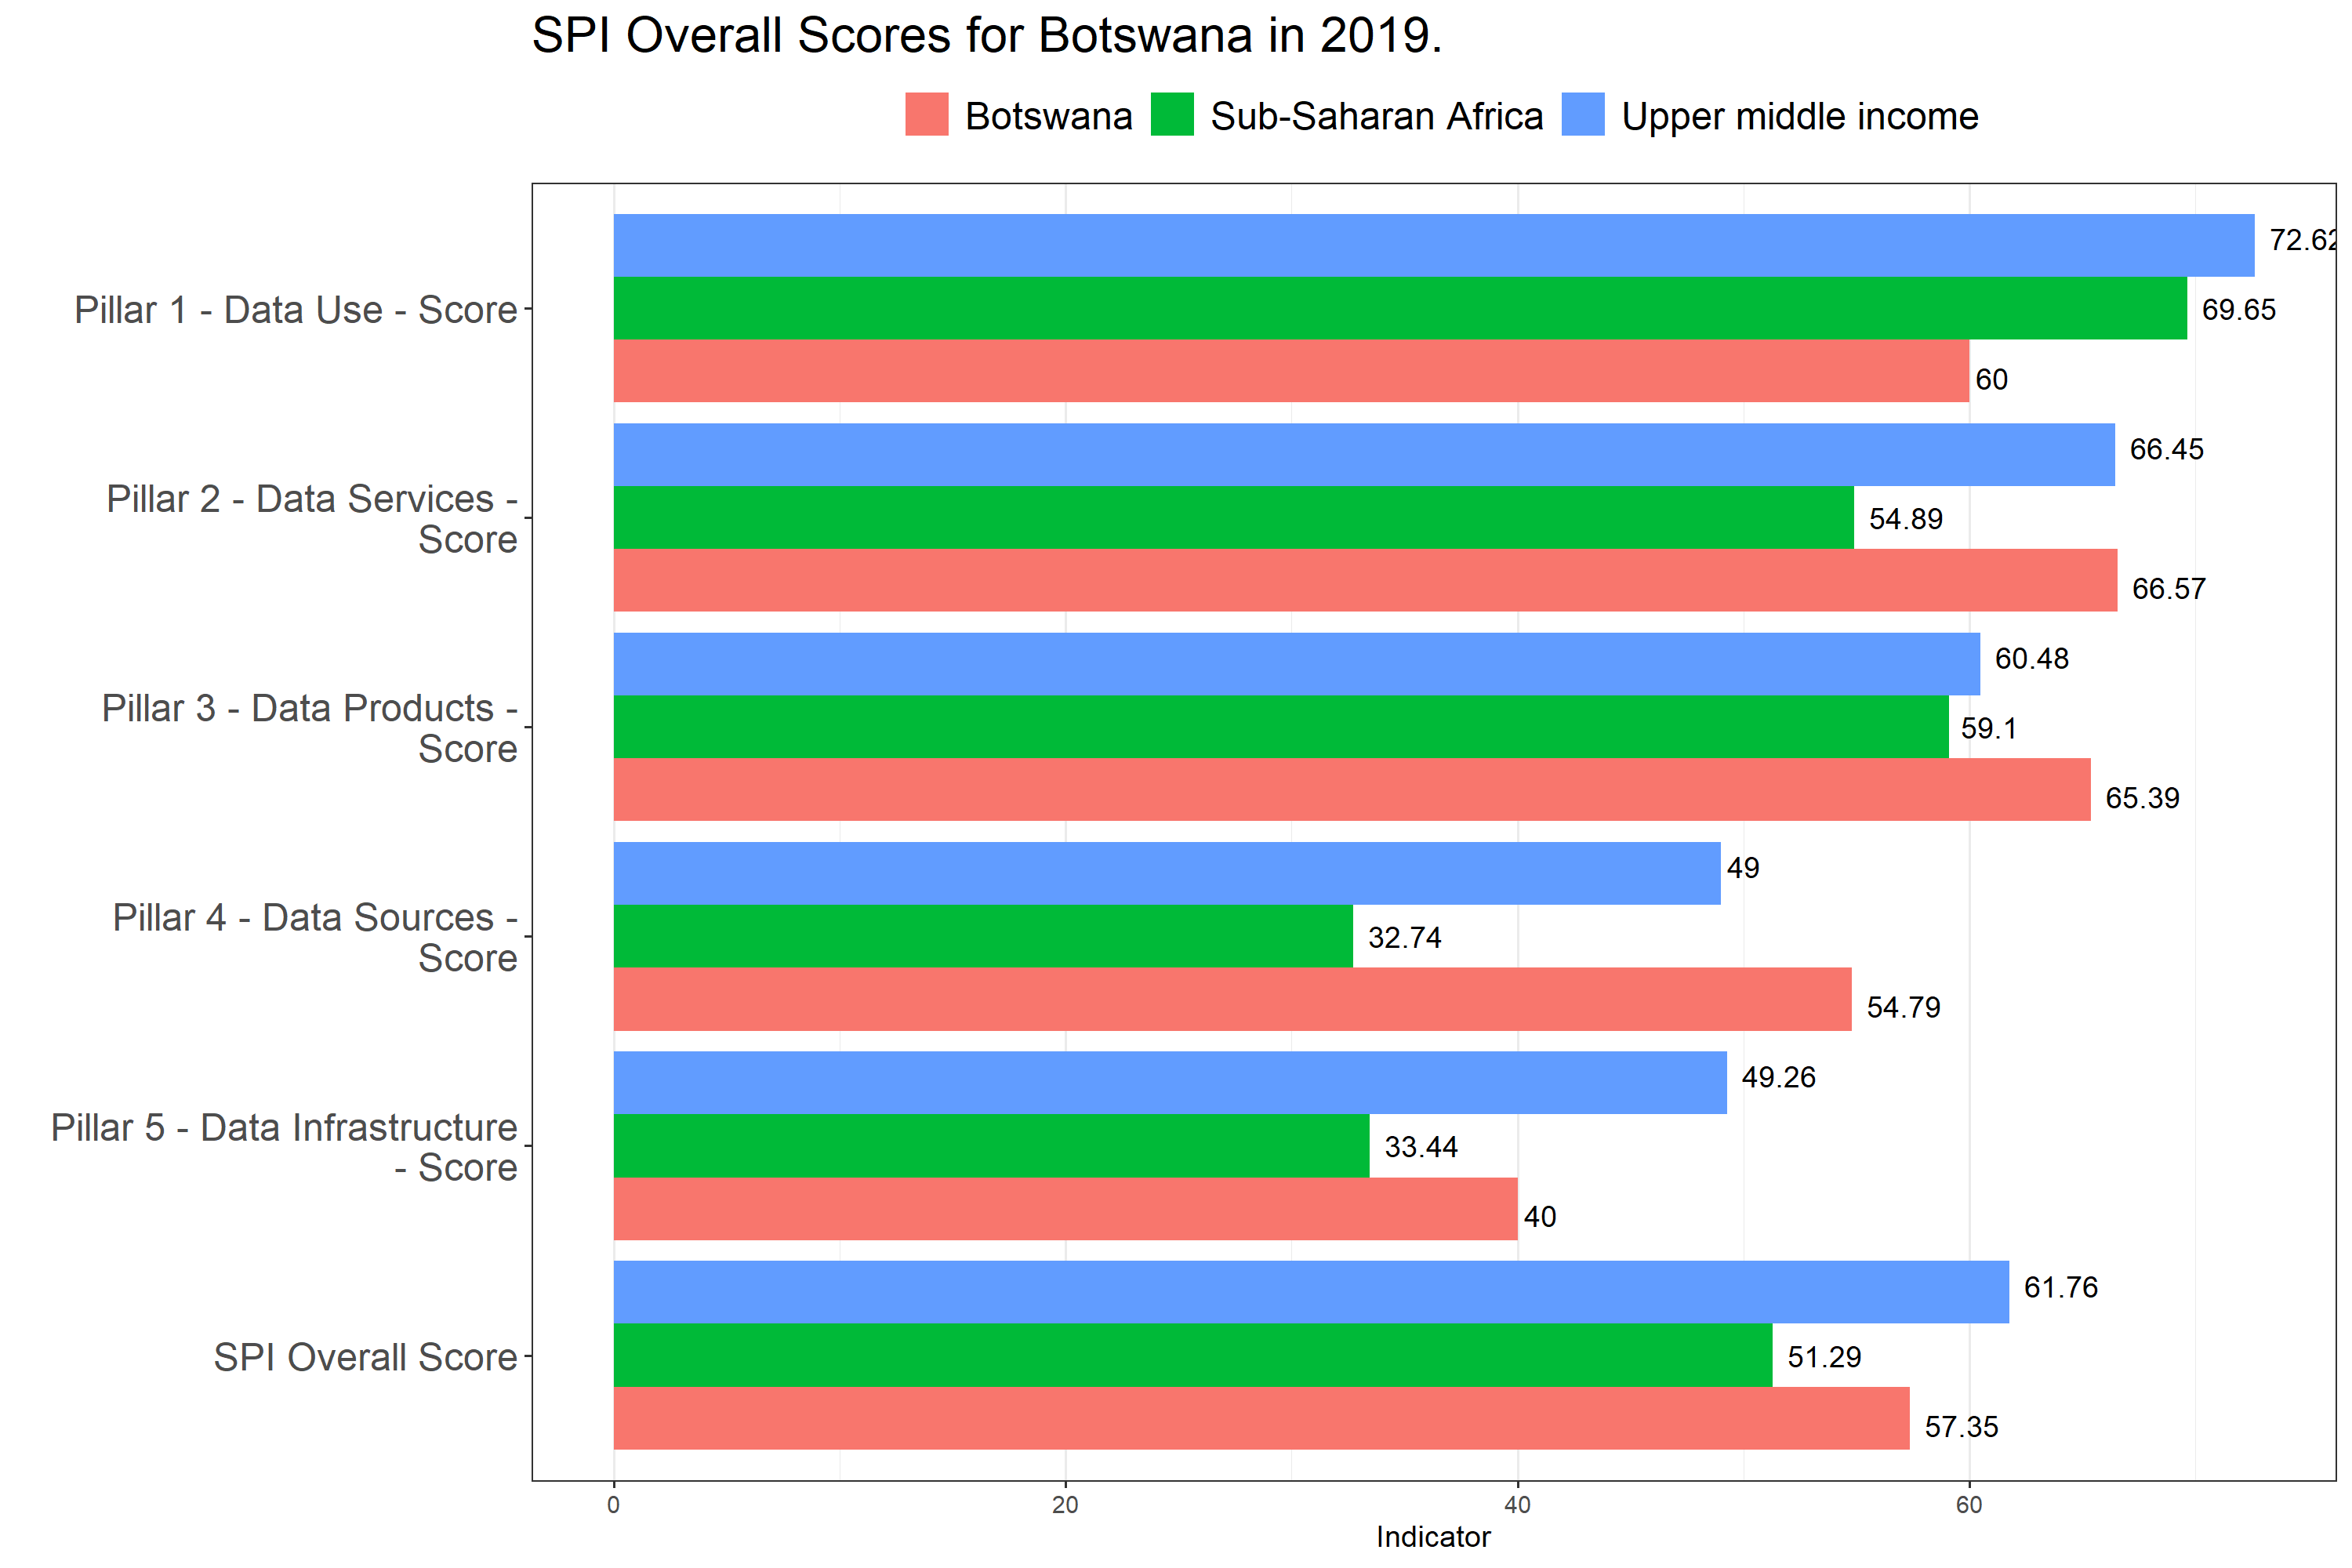 SPI Overall Scores for Botswana in 2019.
Botswana Sub-Saharan Africa Upper middle income
72.62
Pillar 1 - Data Use - Score
69.65
60
66.45
Pillar 2 - Data Services -
Score
54.89
66.57
60.48
Pillar 3 - Data Products -
Score
59.1
65.39
49
Pillar 4 - Data Sources -
Score
32.74
54.79
49.26
Pillar 5 - Data Infrastructure
- Score
33.44
40
61.76
SPI Overall Score
51.29
57.35
0 20 40 60
Indicator